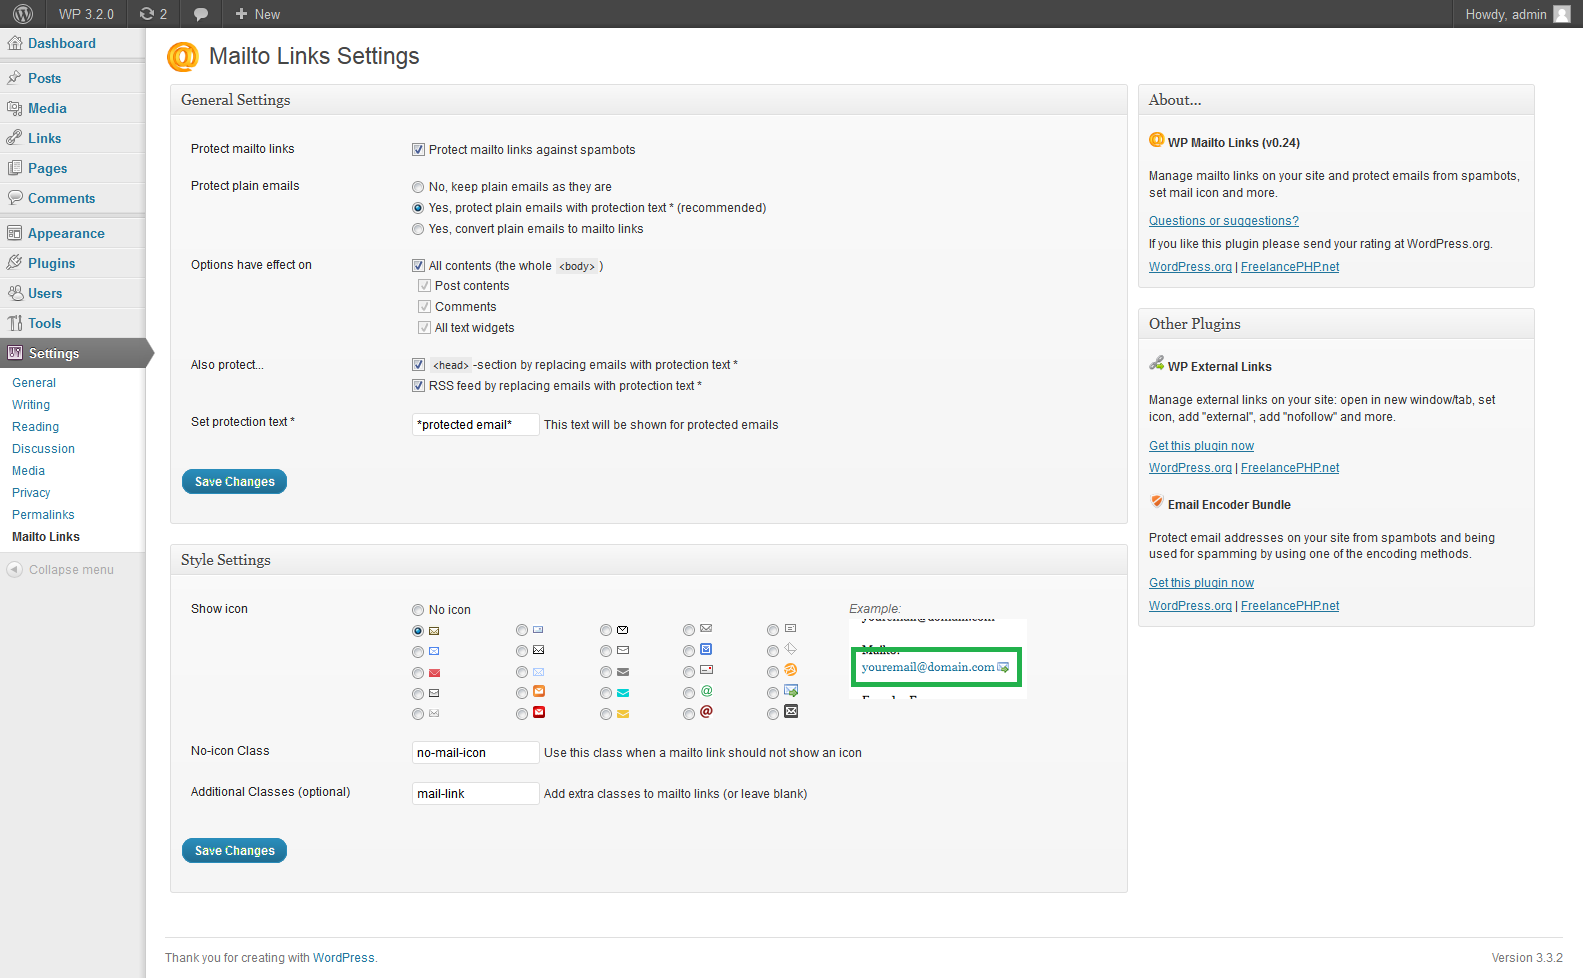 WP 3.2.0
2
New
Howdy, admin
Dashboard
Posts
Media
Links
Pages
Comments
Appearance
Plugins
Users
Tools
Settings
General
Writing
Reading
Discussion
Media
Privacy
Permalinks
Mailto Links
Collapse menu
Mailto Links Settings
General Settings
Protect mailto links
Protect mailto links against spambots
Protect plain emails
No, keep plain emails as they are
Yes, protect plain emails with protection text * (recommended)
Yes, convert plain emails to mailto links
Options have effect on
All contents (the whole <body> )
Post contents
Comments
All text widgets
Also protect...
<head> -section by replacing emails with protection text *
RSS feed by replacing emails with protection text *
Set protection text *
*protected email* This text will be shown for protected emails
Save Changes
Style Settings
Show icon
No icon
Example:
youremail@domain.com
Mailto:
youremail@domain.com
No-icon Class
no-mail-icon Use this class when a mailto link should not show an icon
Additional Classes (optional)
mail-link Add extra classes to mailto links (or leave blank)
Save Changes
About...
WP Mailto Links (v0.24)
Manage mailto links on your site and protect emails from spambots,
set mail icon and more.
Questions or suggestions?
If you like this plugin please send your rating at WordPress.org.
WordPress.org | FreelancePHP.net
Other Plugins
WP External Links
Manage external links on your site: open in new window/tab, set
icon, add "external", add "nofollow" and more.
Get this plugin now
WordPress.org | FreelancePHP.net
Email Encoder Bundle
Protect email addresses on your site from spambots and being
used for spamming by using one of the encoding methods.
Get this plugin now
WordPress.org | FreelancePHP.net
Thank you for creating with WordPress.
Version 3.3.2